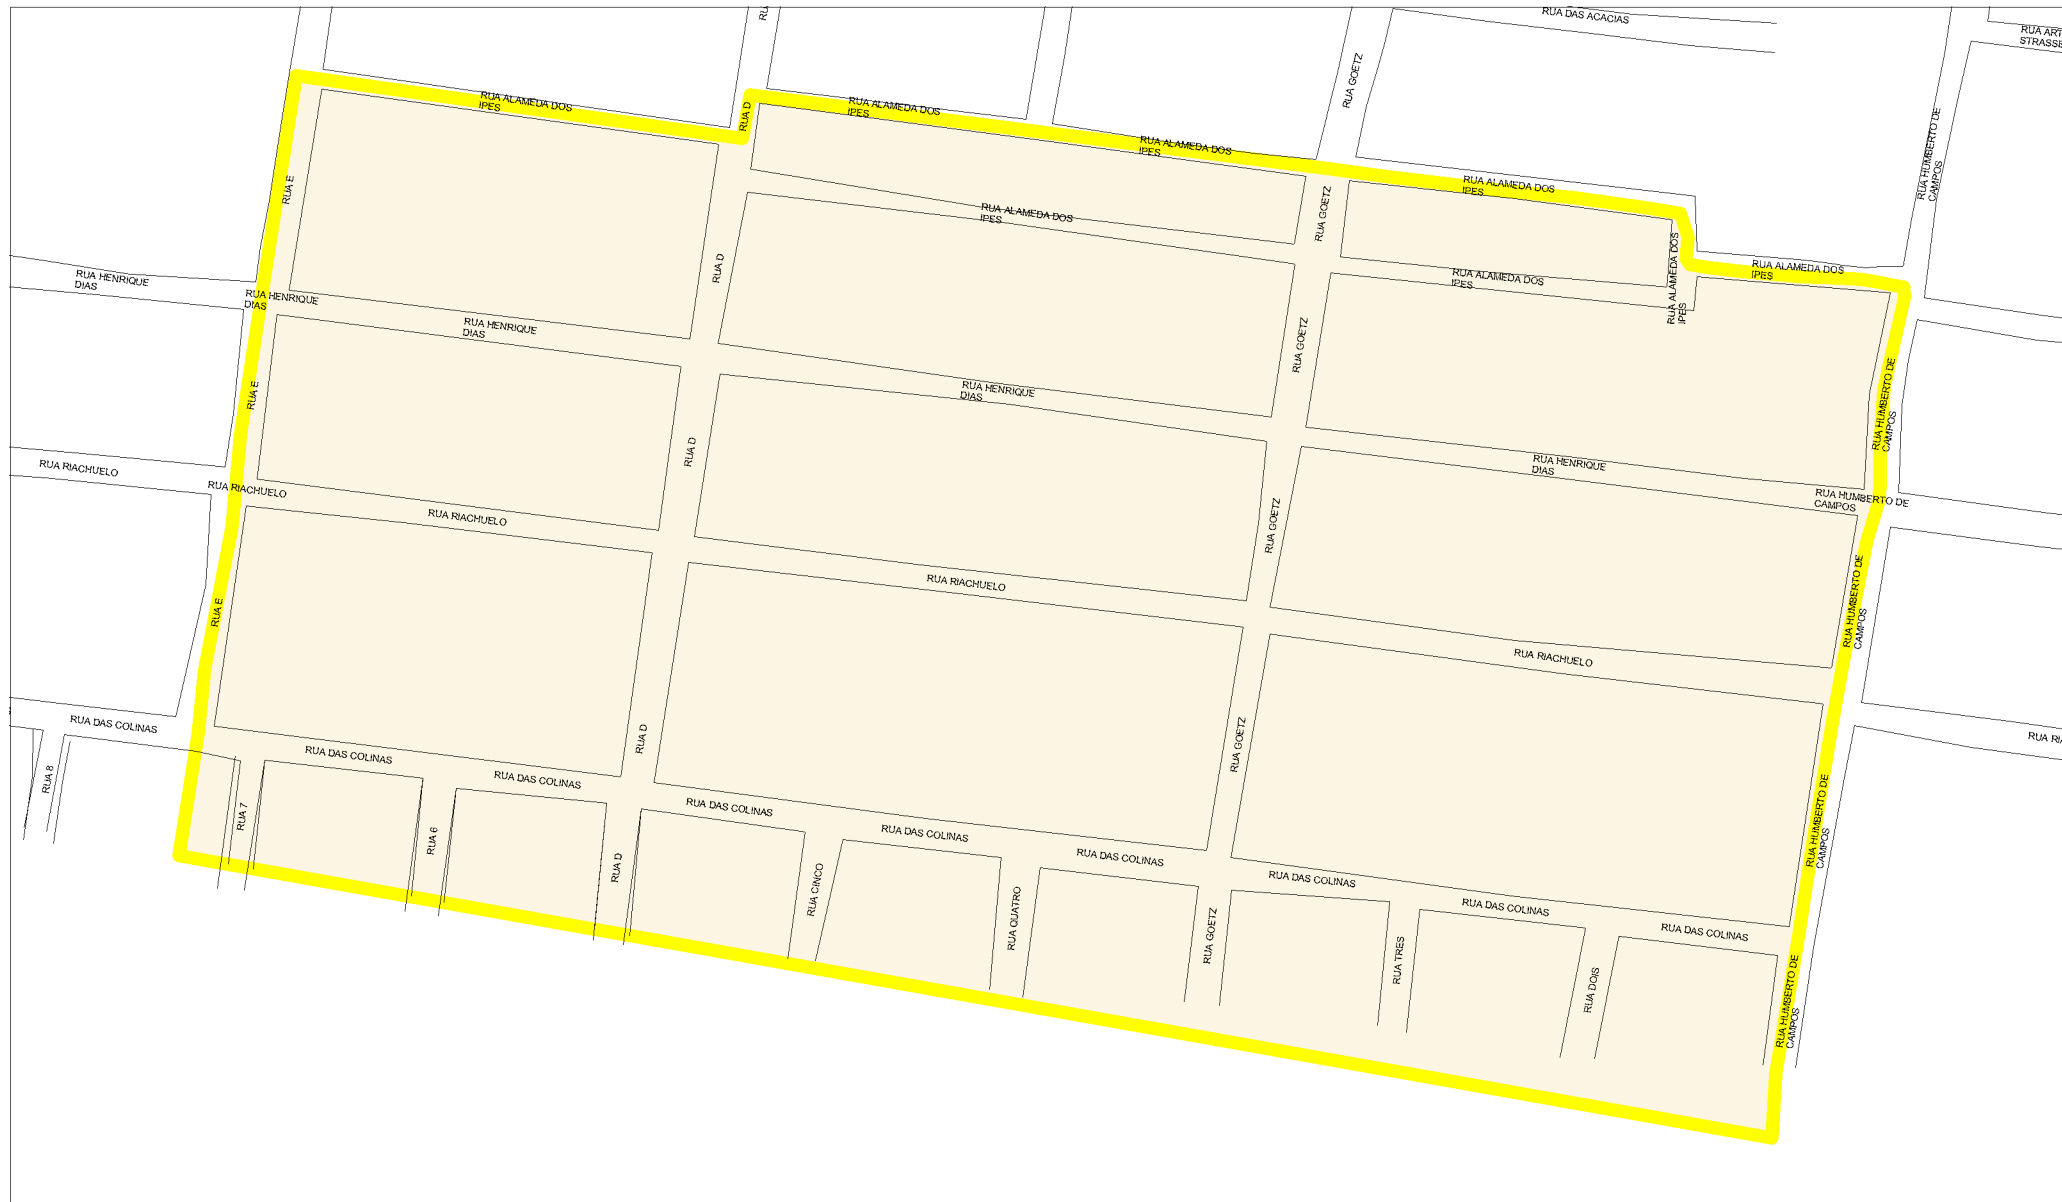 RUA DAS ACACIAS
RUA ART
STRASSE
RUA GOETZ
RUA D
RUA ALAMEDA DOS
IPES
RUA ALAMEDA DOS
IPES
RUA ALAMEDA DOS
IPES
RUA ALAMEDA DOS
IPES
RUA HUMBERTO DE
CAMPOS
RUA E
RUA ALAMEDA DOS
IPES
RUA GOETZ
RUA D
RUA HENRIQUE
DIAS
RUA HENRIQUE
DIAS
RUA HENRIQUE
DIAS
RUA ALAMEDA DOS
IPES
RUA ALAMEDA DOS
IPES
RUA ALAMEDA DOS
IPES
RUA GOETZ
RUA E
RUA HENRIQUE
DIAS
RUA HUMBERTO DE
CAMPOS
RUA D
RUA HENRIQUE
DIAS
RUA HUMBERTO DE
CAMPOS
RUA RIACHUELO
RUA RIACHUELO
RUA RIACHUELO
RUA GOETZ
RUA RIACHUELO
RUA E
RUA HUMBERTO DE
CAMPOS
RUA RIACHUELO
RUA DAS COLINAS
RUA D
RUA GOETZ
RUA RI
RUA DAS COLINAS
RUA DAS COLINAS
RUA 8
RUA 7
RUA 6
RUA D
RUA DAS COLINAS
RUA DAS COLINAS
RUA DAS COLINAS
RUA HUMBERTO DE
CAMPOS
RUA CINCO
RUA QUATRO
RUA GOETZ
RUA DAS COLINAS
RUA DAS COLINAS
RUA DAS COLINAS
RUA TRES
RUA DOIS
RUA HUMBERTO DE
CAMPOS